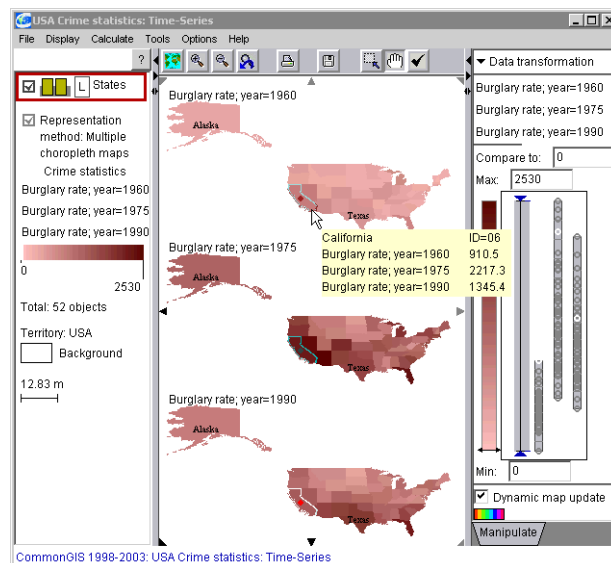 USA Crime statistics: Time-Series
File Display Calculate Tools Options Help
?
L States
Representation
method: Multiple
choropleth maps
Crime statistics
Burglary rate; year=1960
Burglary rate; year=1975
Burglary rate; year=1990
0
2530
Total: 52 objects
Territory: USA
Background
12.83 m
Burglary rate; year=1960
Alaska
Texas
California ID=06
Burglary rate; year=1960 910.5
Burglary rate; year=1975 2217.3
Burglary rate; year=1990 1345.4
Burglary rate; year=1975
Alaska
Texas
Burglary rate; year=1990
Alaska
Texas
Data transformation
Burglary rate; year=1960
Burglary rate; year=1975
Burglary rate; year=1990
Compare to: 0
Max: 2530
Min: 0
Dynamic map update
Manipulate
CommonGIS 1998-2003: USA Crime statistics: Time-Series